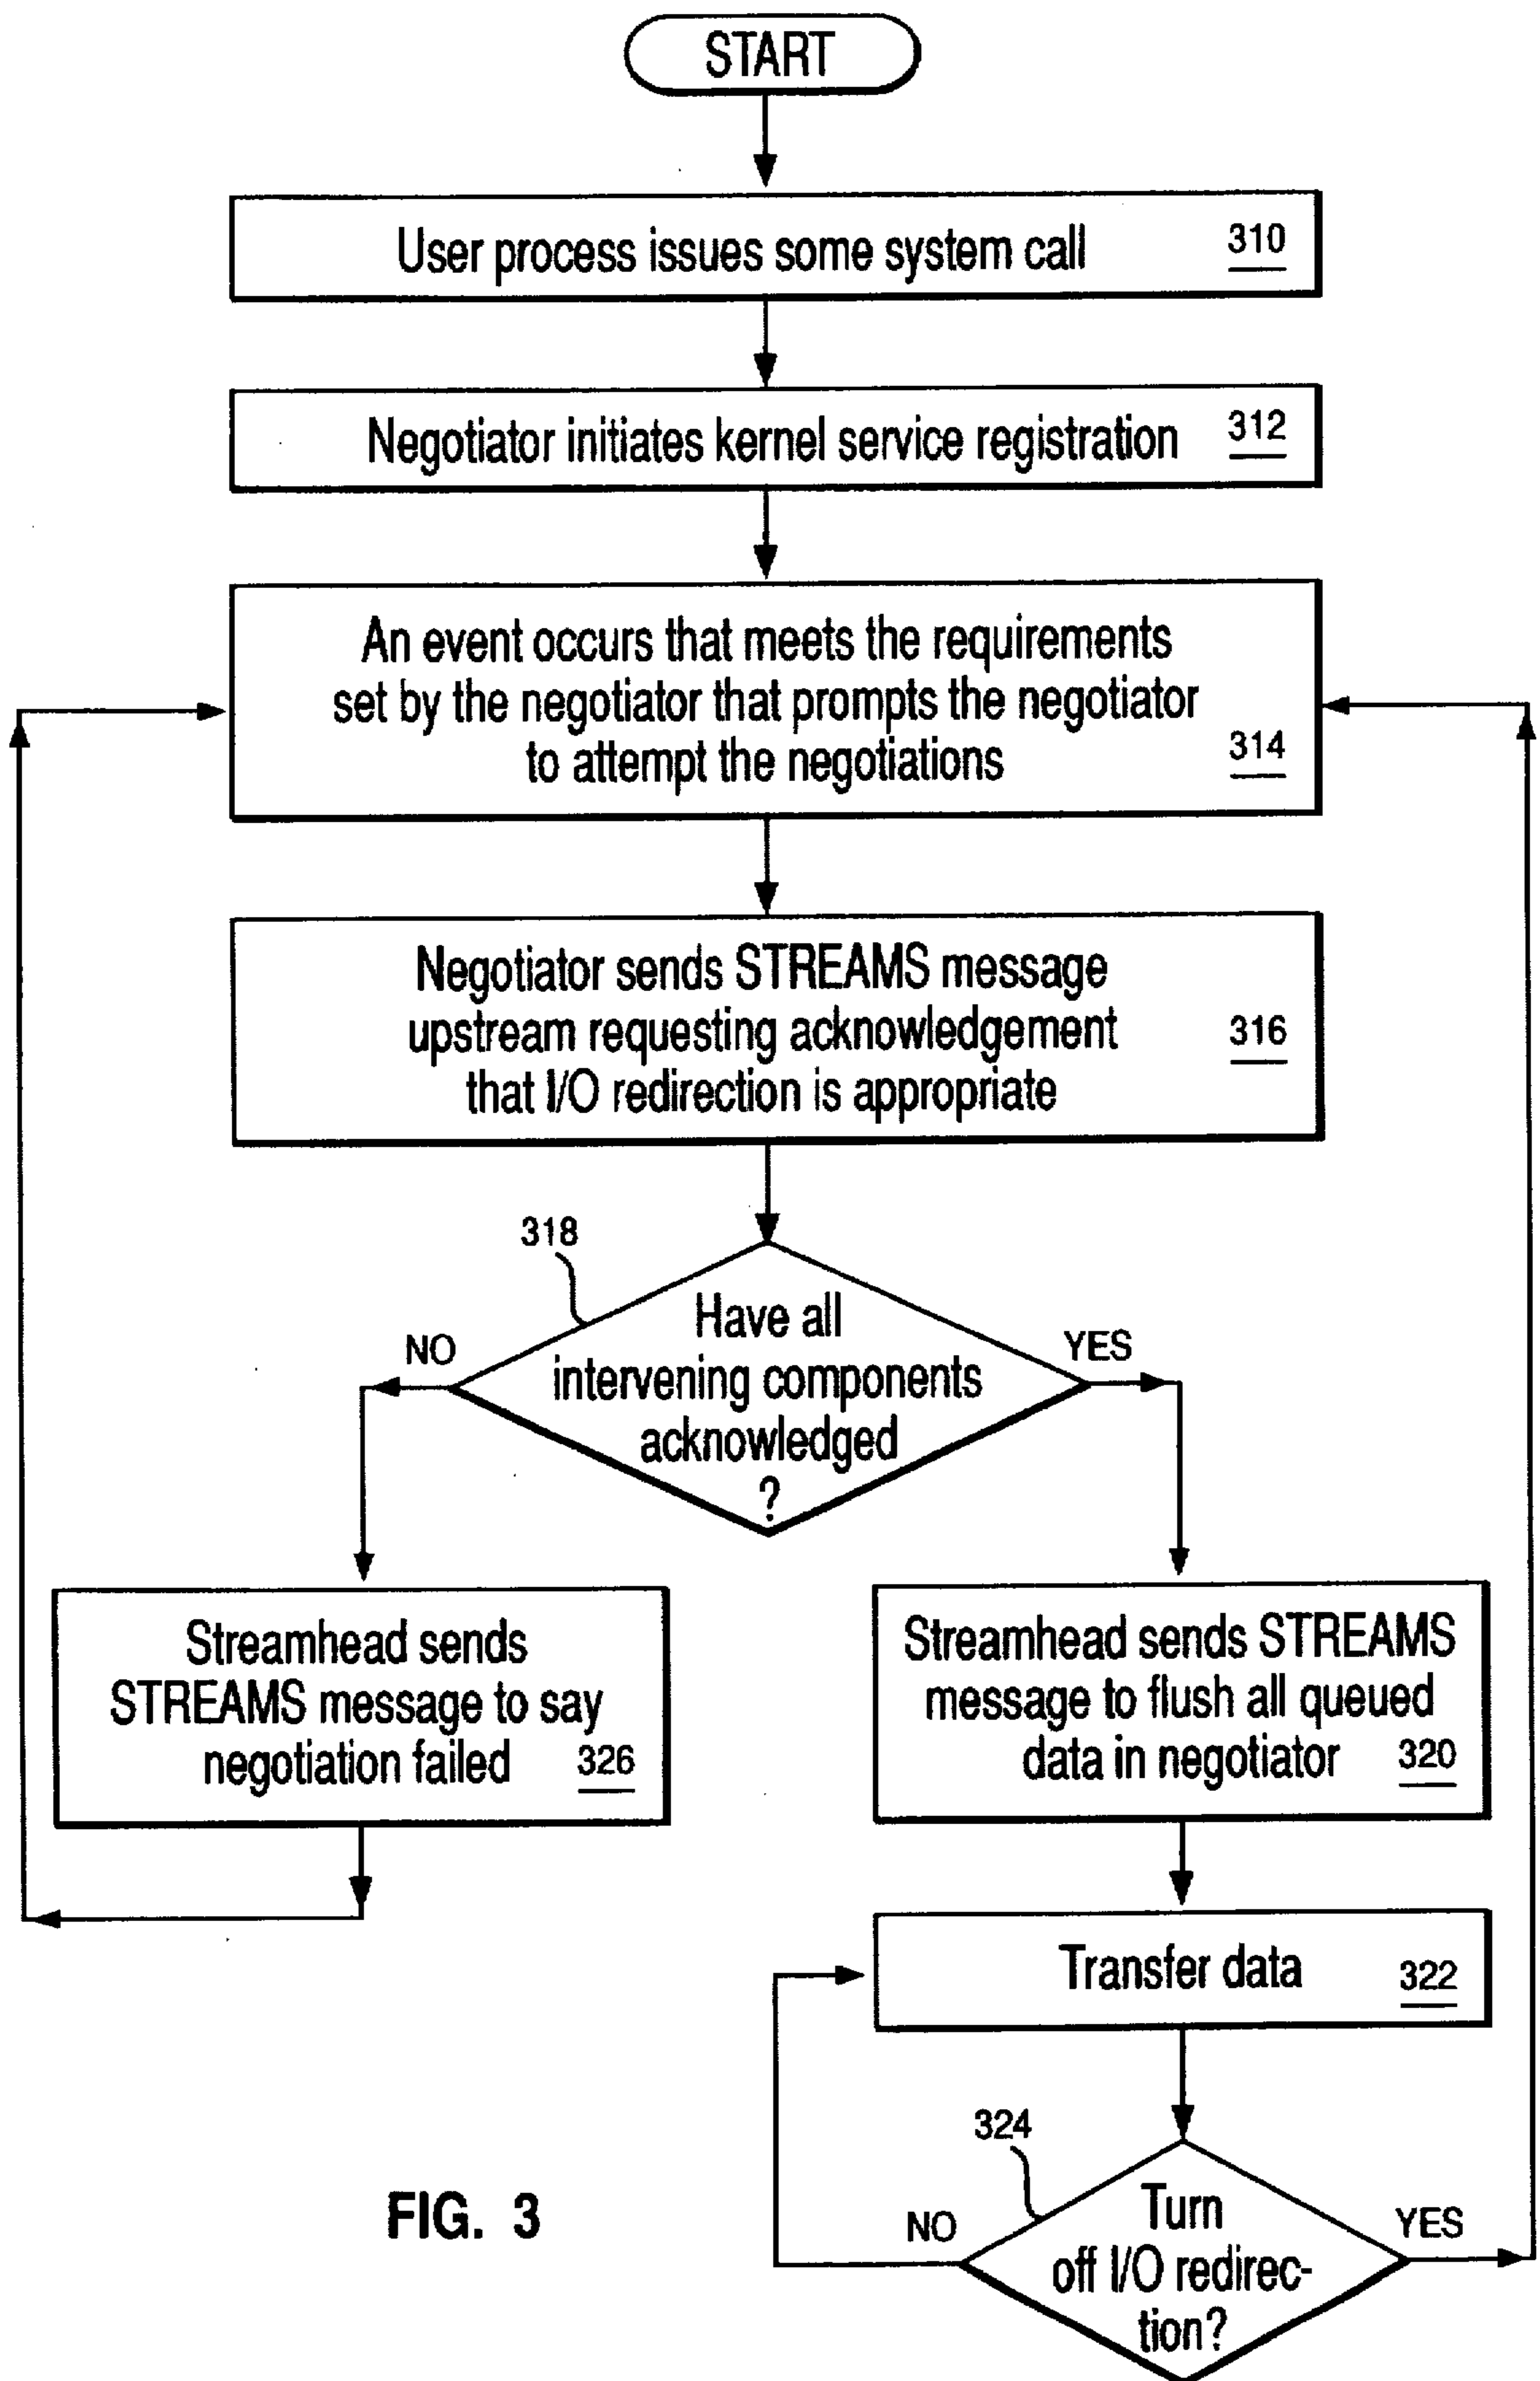 START
User process issues some system call 310
Negotiator initiates kernel service registration 312
An event occurs that meets the requirements
set by the negotiator that prompts the negotiator
to attempt the negotiations 314
Negotiator sends STREAMS message
upstream requesting acknowledgement 316
that I/O redirection is appropriate
318
Have all
intervening components
acknowledged
?
NO
YES
Streamhead sends
STREAMS message to say
negotiation failed 326
Streamhead sends STREAMS
message to flush all queued
data in negotiator 320
Transfer data 322
324
Turn
off I/O redirec-
tion?
NO
YES
FIG. 3